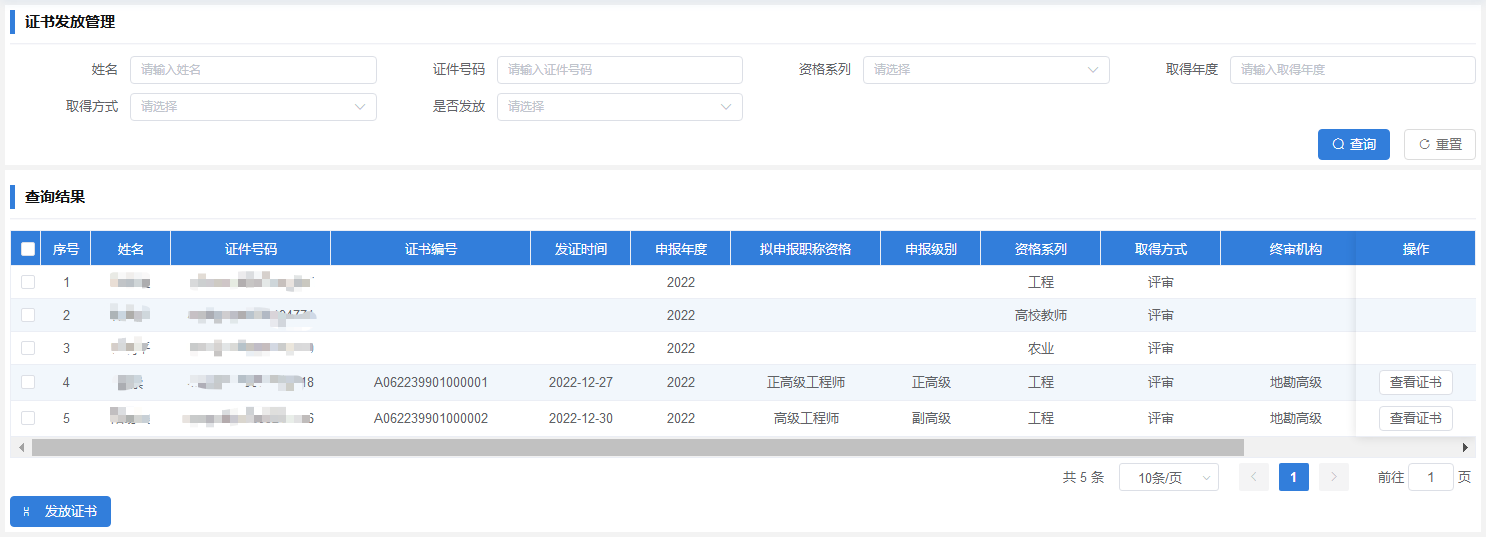 证书发放管理
姓名 请输入姓名 证件号码 请输入证件号码 资格系列 请选择 取得年度 请输入取得年度
取得方式 请选择 是否发放 请选择
查询 重置
查询结果
序号 姓名 证件号码 证书编号 发证时间 申报年度 拟申报职称资格 申报级别 资格系列 取得方式 终审机构 操作
1 2022 工程 评审
2 2022 高校教师 评审
3 2022 农业 评审
4 18 A062239901000001 2022-12-27 2022 正高级工程师 正高级 工程 评审 地勘高级 查看证书
5 6 A062239901000002 2022-12-30 2022 高级工程师 副高级 工程 评审 地勘高级 查看证书
共 5 条 10条/页 1 前往 1 页
发放证书